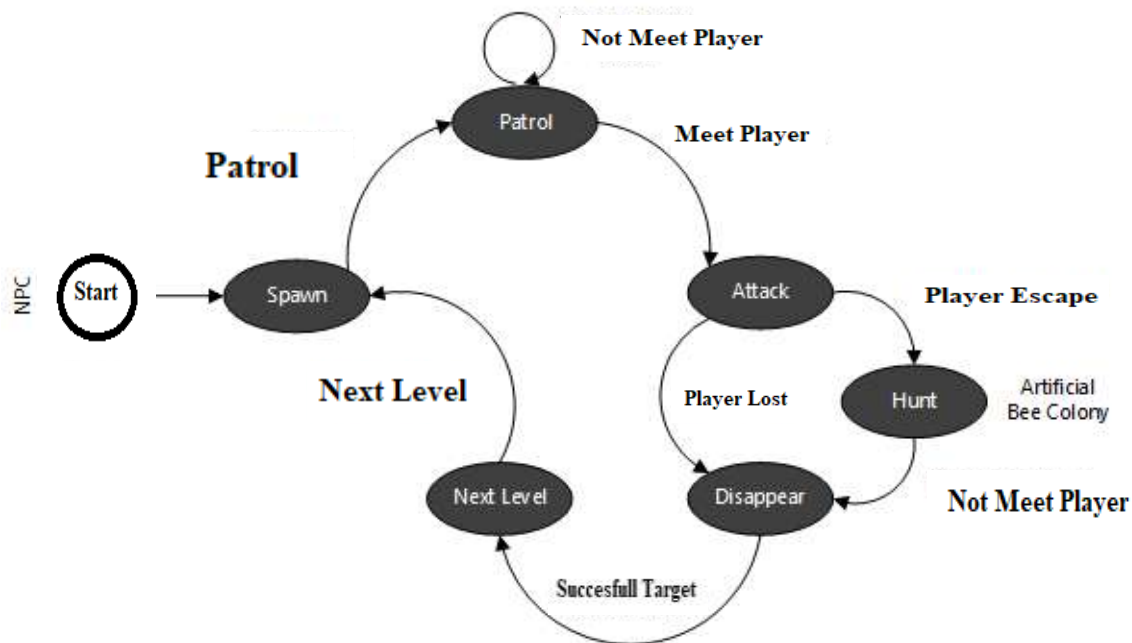 Not Meet Player
Patrol
Meet Player
Patrol
NPC
Start
Spawn
Attack
Player Escape
Next Level
Player Lost
Hunt
Artificial
Bee Colony
Next Level
Disappear
Not Meet Player
Succesfull Target